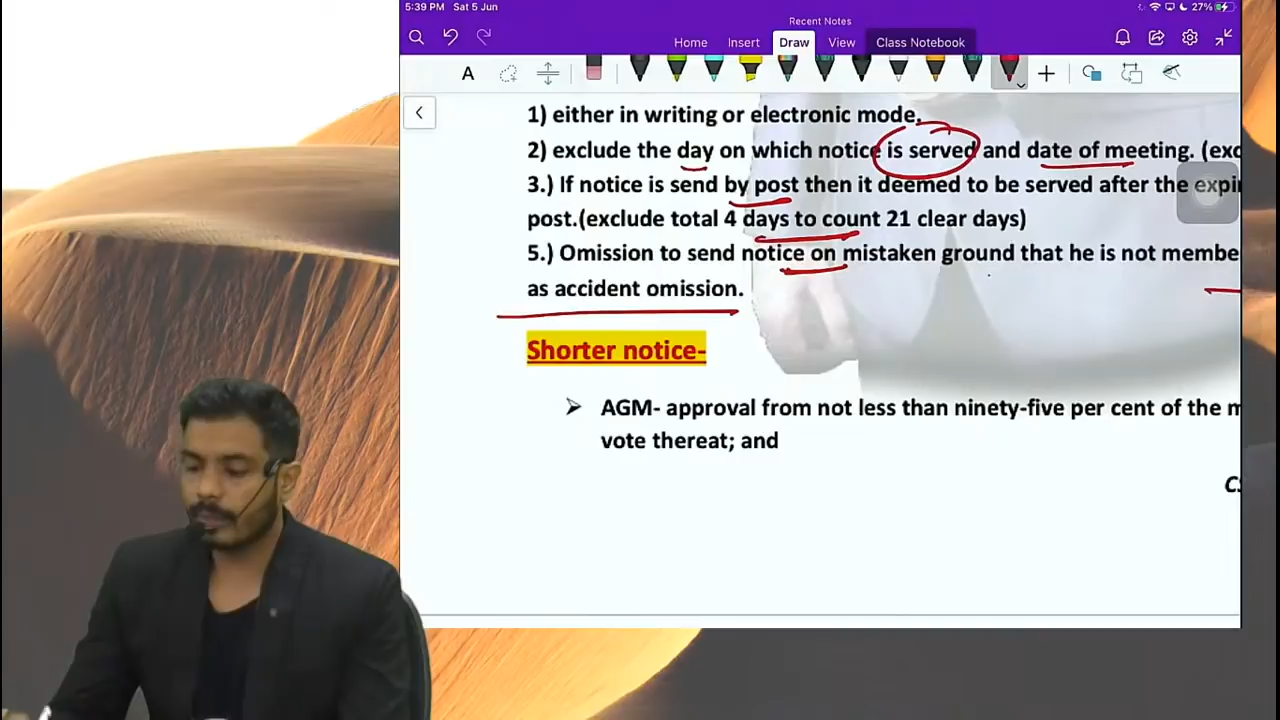 5:39 PM Sat 5 Jun
27%
Recent Notes
Home Insert Draw View Class Notebook
A
1) either in writing or electronic mode.
2) exclude the day on which notice is served and date of meeting. (exc
3.) If notice is send by post then it deemed to be served after the expi
post.(exclude total 4 days to count 21 clear days)
5.) Omission to send notice on mistaken ground that he is not membe
as accident omission.
Shorter notice-
➢ AGM- approval from not less than ninety-five per cent of the m
vote thereat; and
CS